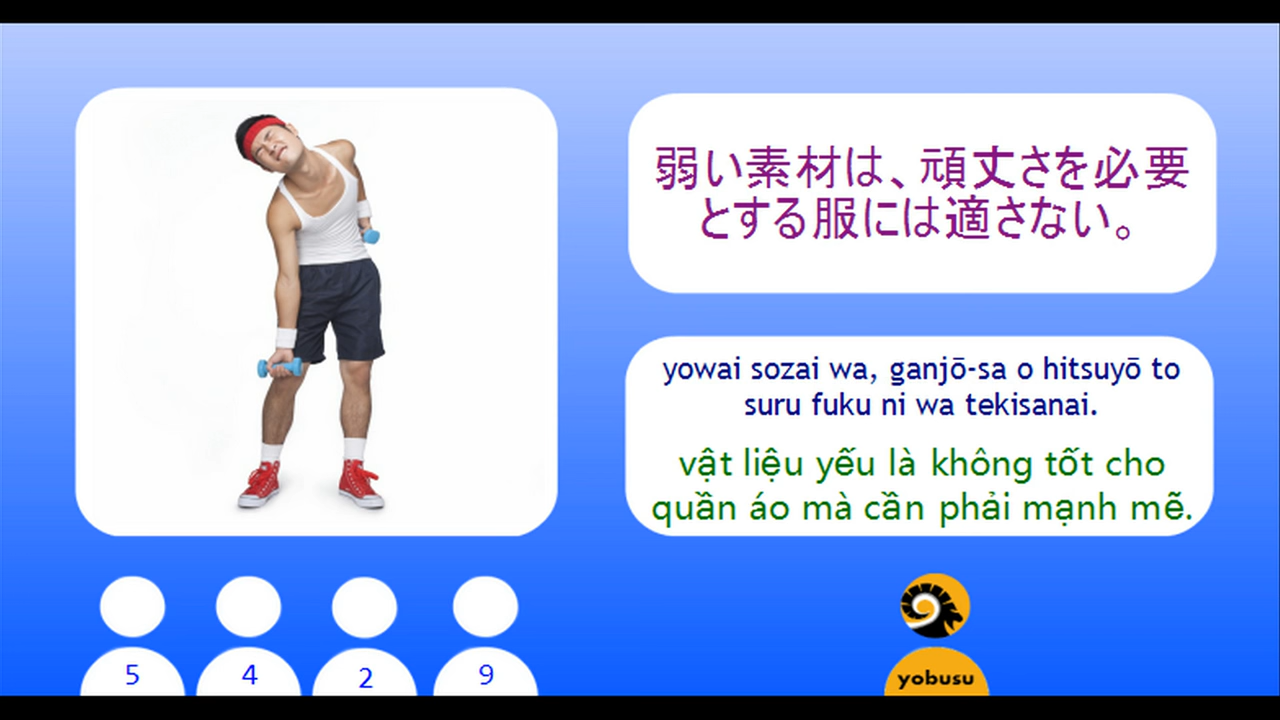 弱い素材は、頑丈さを必要
とする服には適さない。
yowai sozai wa, ganjō-sa o hitsuyō to
suru fuku ni wa tekisanai.
vật liệu yếu là không tốt cho
quần áo mà cần phải mạnh mẽ.
5 4 2 9
yobusu